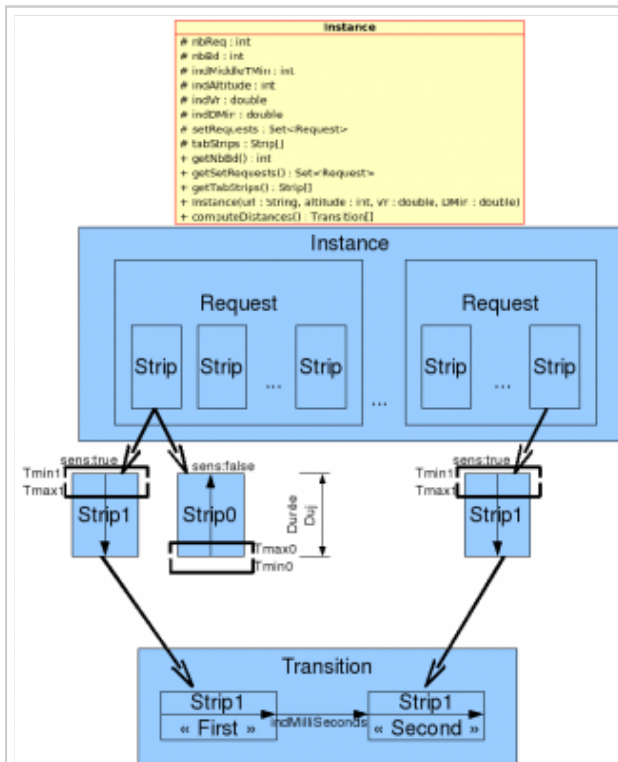 Instance
# nbReq : int
# nbBd : int
# indMiddleTMin : int
# indAltitude : int
# indVr : double
# indDMin : double
# setRequests : Set<Request>
# tabStrips : Strip[]
+ getNbBd() : int
+ getSetRequests() : Set<Request>
+ getTabStrips() : Strip[]
+ Instance(url : String, altitude : int, Vr : double, DMin : double)
+ computeDistances() : Transition[]
Instance
Request Request
Strip Strip ... Strip ... Strip ... Strip
sens:true sens:false sens:true
Tmin1 Tmin1
Tmax1 Tmax1
Strip1 Strip0 Durée Duj Strip1
Tmax0
Tmin0
Transition
Strip1 Strip1
indMilliSeconds
« First » « Second »